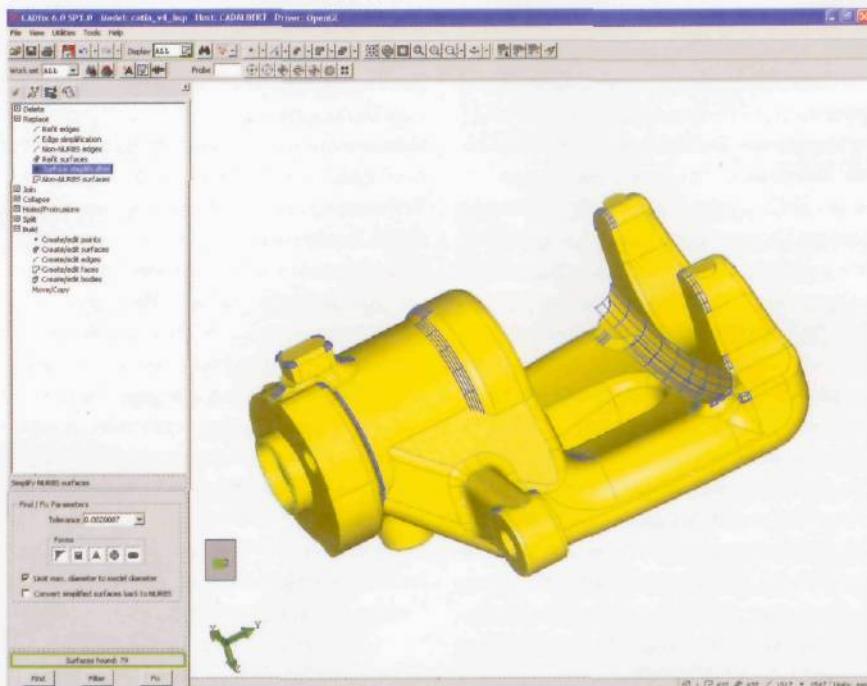 CADfix 6.0 SP1.0 Model: catia_v4_hsp Host: CADALBERT Driver: OpenGL
File View Utilities Tools Help
Display ALL
Work set ALL Probe
Delete
Replace
Refit edges
Edge simplification
Non-NURBS edges
Refit surfaces
Surface simplification
Non-NURBS surfaces
Join
Collapse
Holes/Protrusions
Split
Build
Create/edit points
Create/edit surfaces
Create/edit edges
Create/edit faces
Create/edit bodies
Move/Copy
Simplify NURBS surfaces
Find / Fix Parameters
Tolerance 0.0020007
Forms
Limit max. diameter to model diameter
Convert simplified surfaces back to NURBS
Y
Surfaces found: 79
Find Filter Fix